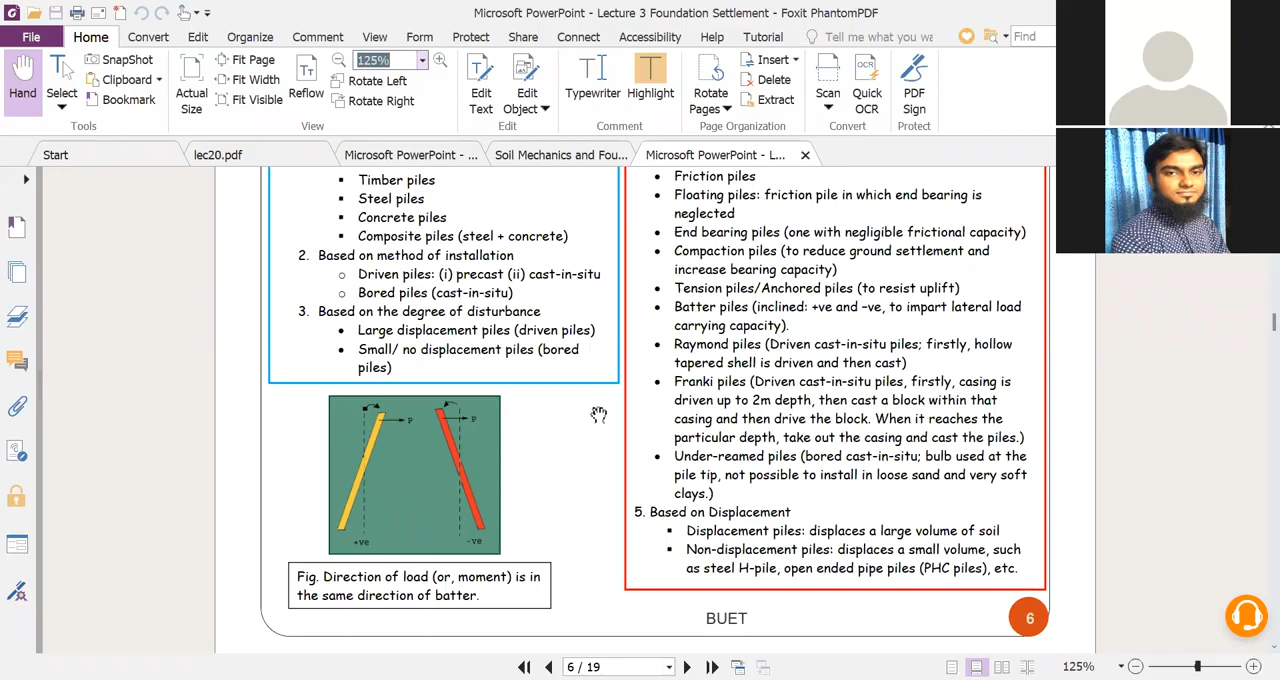 Microsoft PowerPoint - Lecture 3 Foundation Settlement - Foxit PhantomPDF
File
Home
Convert
Edit
Organize
Comment
View
Form
Protect
Share
Connect
Accessibility
Help
Tutorial
Tell me what you wa
Find
Hand
Select
SnapShot
Clipboard
Bookmark
Tools
Actual
Size
Fit Page
Fit Width
Fit Visible
Reflow
125%
Rotate Left
Rotate Right
View
Edit
Text
Edit
Object
Edit
Typewriter
Highlight
Comment
Rotate
Pages
Insert
Delete
Extract
Page Organization
Scan
Quick
OCR
Convert
PDF
Sign
Protect
Start
lec20.pdf
Microsoft PowerPoint - ...
Soil Mechanics and Fou...
Microsoft PowerPoint - L...
▪ Timber piles
▪ Steel piles
▪ Concrete piles
▪ Composite piles (steel + concrete)
2. Based on method of installation
o Driven piles: (i) precast (ii) cast-in-situ
o Bored piles (cast-in-situ)
3. Based on the degree of disturbance
• Large displacement piles (driven piles)
• Small/ no displacement piles (bored
piles)
P
P
+ve
-ve
Fig. Direction of load (or, moment) is in
the same direction of batter.
• Friction piles
• Floating piles: friction pile in which end bearing is
neglected
• End bearing piles (one with negligible frictional capacity)
• Compaction piles (to reduce ground settlement and
increase bearing capacity)
• Tension piles/Anchored piles (to resist uplift)
• Batter piles (inclined: +ve and –ve, to impart lateral load
carrying capacity).
• Raymond piles (Driven cast-in-situ piles; firstly, hollow
tapered shell is driven and then cast)
• Franki piles (Driven cast-in-situ piles, firstly, casing is
driven up to 2m depth, then cast a block within that
casing and then drive the block. When it reaches the
particular depth, take out the casing and cast the piles.)
• Under-reamed piles (bored cast-in-situ; bulb used at the
pile tip, not possible to install in loose sand and very soft
clays.)
5. Based on Displacement
▪ Displacement piles: displaces a large volume of soil
▪ Non-displacement piles: displaces a small volume, such
as steel H-pile, open ended pipe piles (PHC piles), etc.
BUET
6
6 / 19
125%